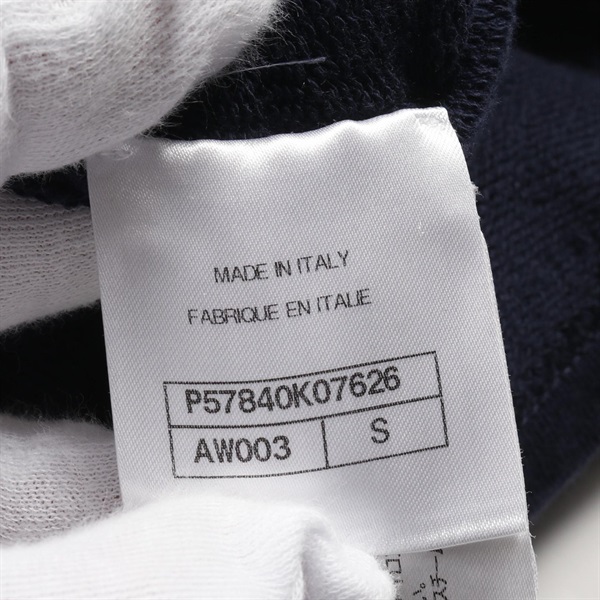 MADE IN ITALY
FABRIQUE EN ITALIE
P57840K07626
AW003 S